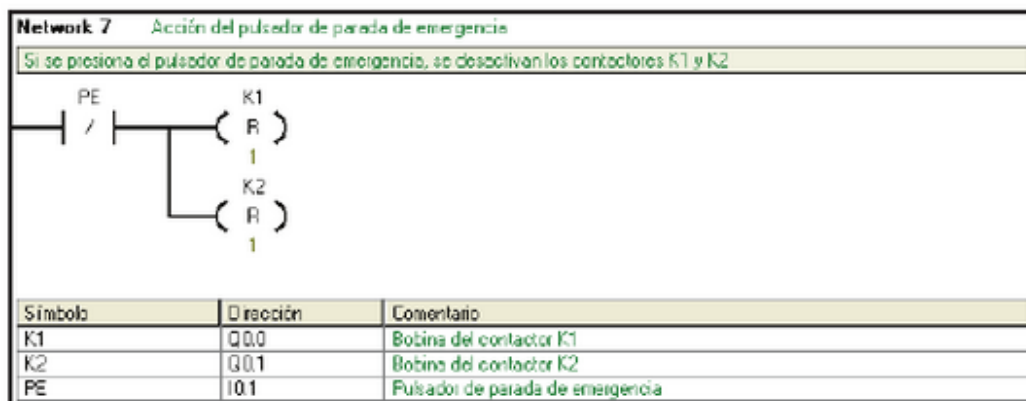 Network 7 Acción del pulsador de parada de emergencia
Si se presiona el pulsador de parada de emergencia, se desactivan los contactores K1 y K2
PE
/
K1
R
1
K2
R
1
Símbolo Dirección Comentario
K1 Q0.0 Bobina del contactor K1
K2 Q0.1 Bobina del contactor K2
PE I0.1 Pulsador de parada de emergencia